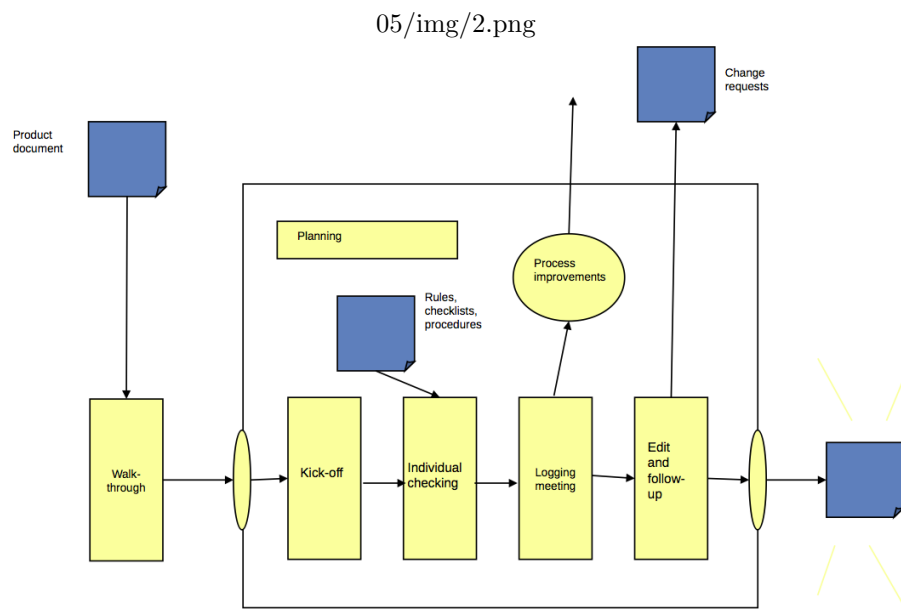 05/img/2.png
Change
requests
Product
document
Planning
Process
improvements
Rules,
checklists,
procedures
Walk-
through
Kick-off
Individual
checking
Logging
meeting
Edit and
follow-
up